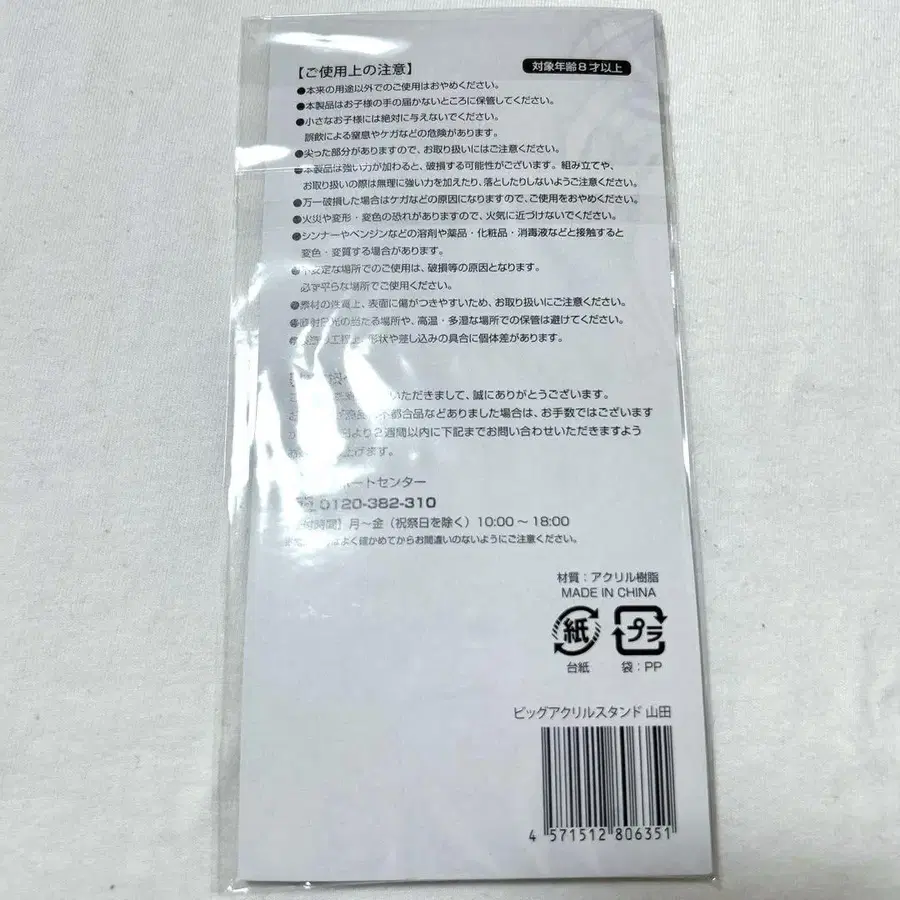 【ご使用上の注意】
対象年齢8才以上
●本来の用途以外でのご使用はおやめください。
●本製品はお子様の手の届かないところに保管してください。
●小さなお子様には絶対に与えないでください。
誤飲による窒息やケガなどの危険があります。
●尖った部分がありますので、お取り扱いにはご注意ください。
●本製品は強い力が加わると、破損する可能性がございます。組み立てや、
お取り扱いの際は無理に強い力を加えたり、落としたりしないようご注意ください。
●万一破損した場合はケガなどの原因になりますので、ご使用をおやめください。
●火災や変形・変色の恐れがありますので、火気に近づけないでください。
●シンナーやベンジンなどの溶剤や薬品・化粧品・消毒液などと接触すると
変色・変質する場合があります。
●不安定な場所でのご使用は、破損等の原因となります。
必ず平らな場所でご使用ください。
●素材の性質上、表面に傷がつきやすいため、お取り扱いにご注意ください。
●直射日光の当たる場所や、高温・多湿な場所での保管は避けてください。
工程上、形状や差し込みの具合に個体差があります。
いただきまして、誠にありがとうございます。
不都合品などありました場合は、お手数ではございます
日より2週間以内に下記までお問い合わせいただきますよう
上げます。
ポートセンター
0120-382-310
時間】月～金（祝祭日を除く）10:00～18:00
よく確かめてからお間違いのないようにご注意ください。
材質：アクリル樹脂
MADE IN CHINA
紙 プラ
台紙 袋：PP
ビッグアクリルスタンド 山田
4 571512 806351